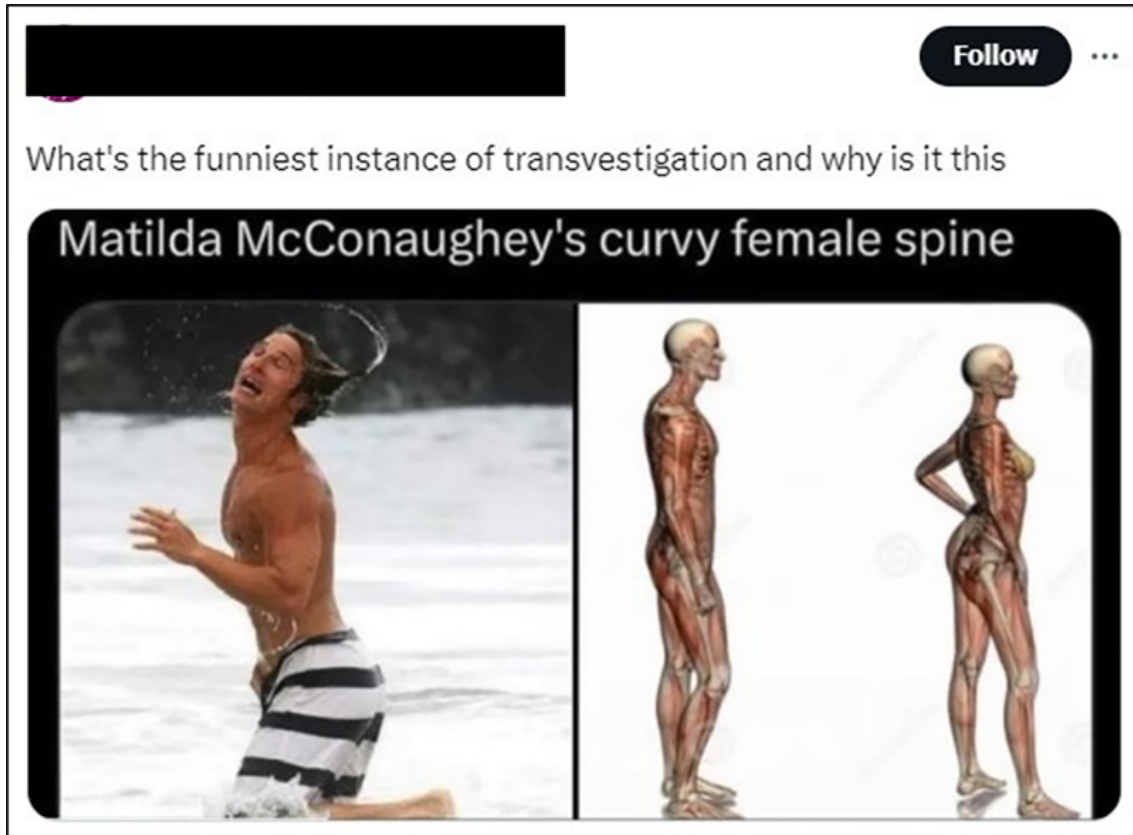 Follow
What's the funniest instance of transvestigation and why is it this
Matilda McConaughey's curvy female spine